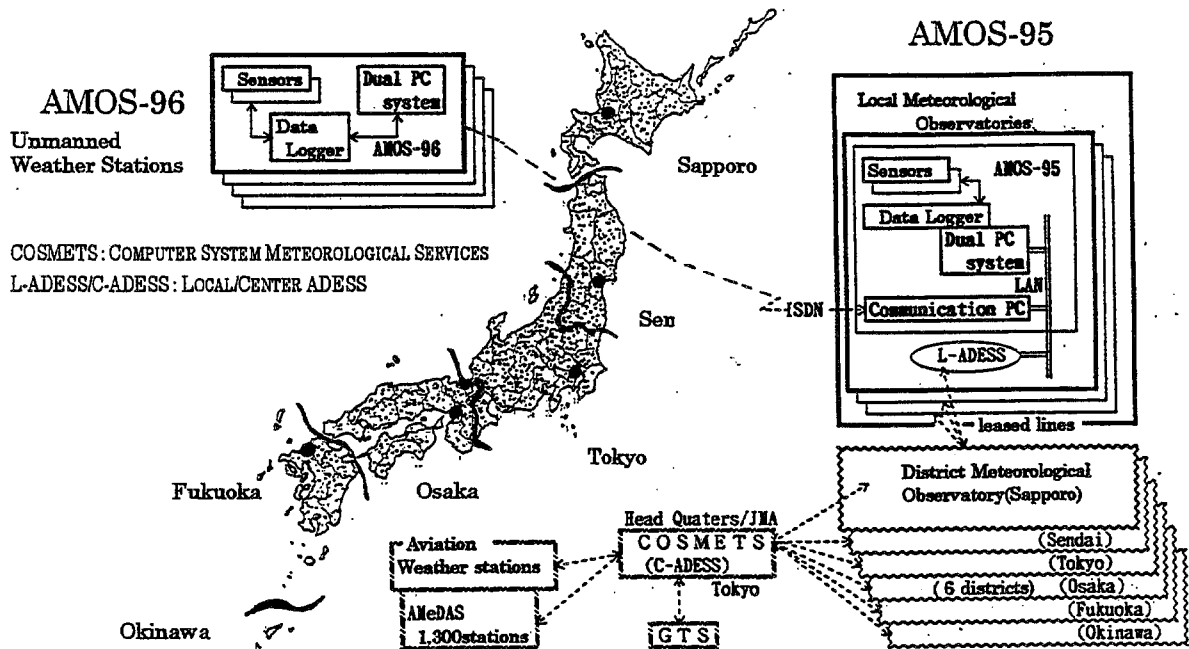 AMOS-96
Unmanned
Weather Stations
Sensors
Dual PC
system
Data
Logger
AMOS-96
COSMETS : COMPUTER SYSTEM METEOROLOGICAL SERVICES
L-ADESS/C-ADESS : LOCAL/CENTER ADESS
Sapporo
Sen
Tokyo
Osaka
Fukuoka
Okinawa
AMOS-95
Local Meteorological
Observatories
Sensors
AMOS-95
Data Logger
Dual PC
system
LAN
ISDN
Communication PC
L-ADESS
leased lines
District Meteorological
Observatory(Sapporo)
(Sendai)
(Tokyo)
(6 districts) (Osaka)
(Fukuoka)
(Okinawa)
Head Quaters/JMA
COSMETS
(C-ADESS)
Tokyo
Aviation
Weather stations
AMeDAS
1,300stations
GTS